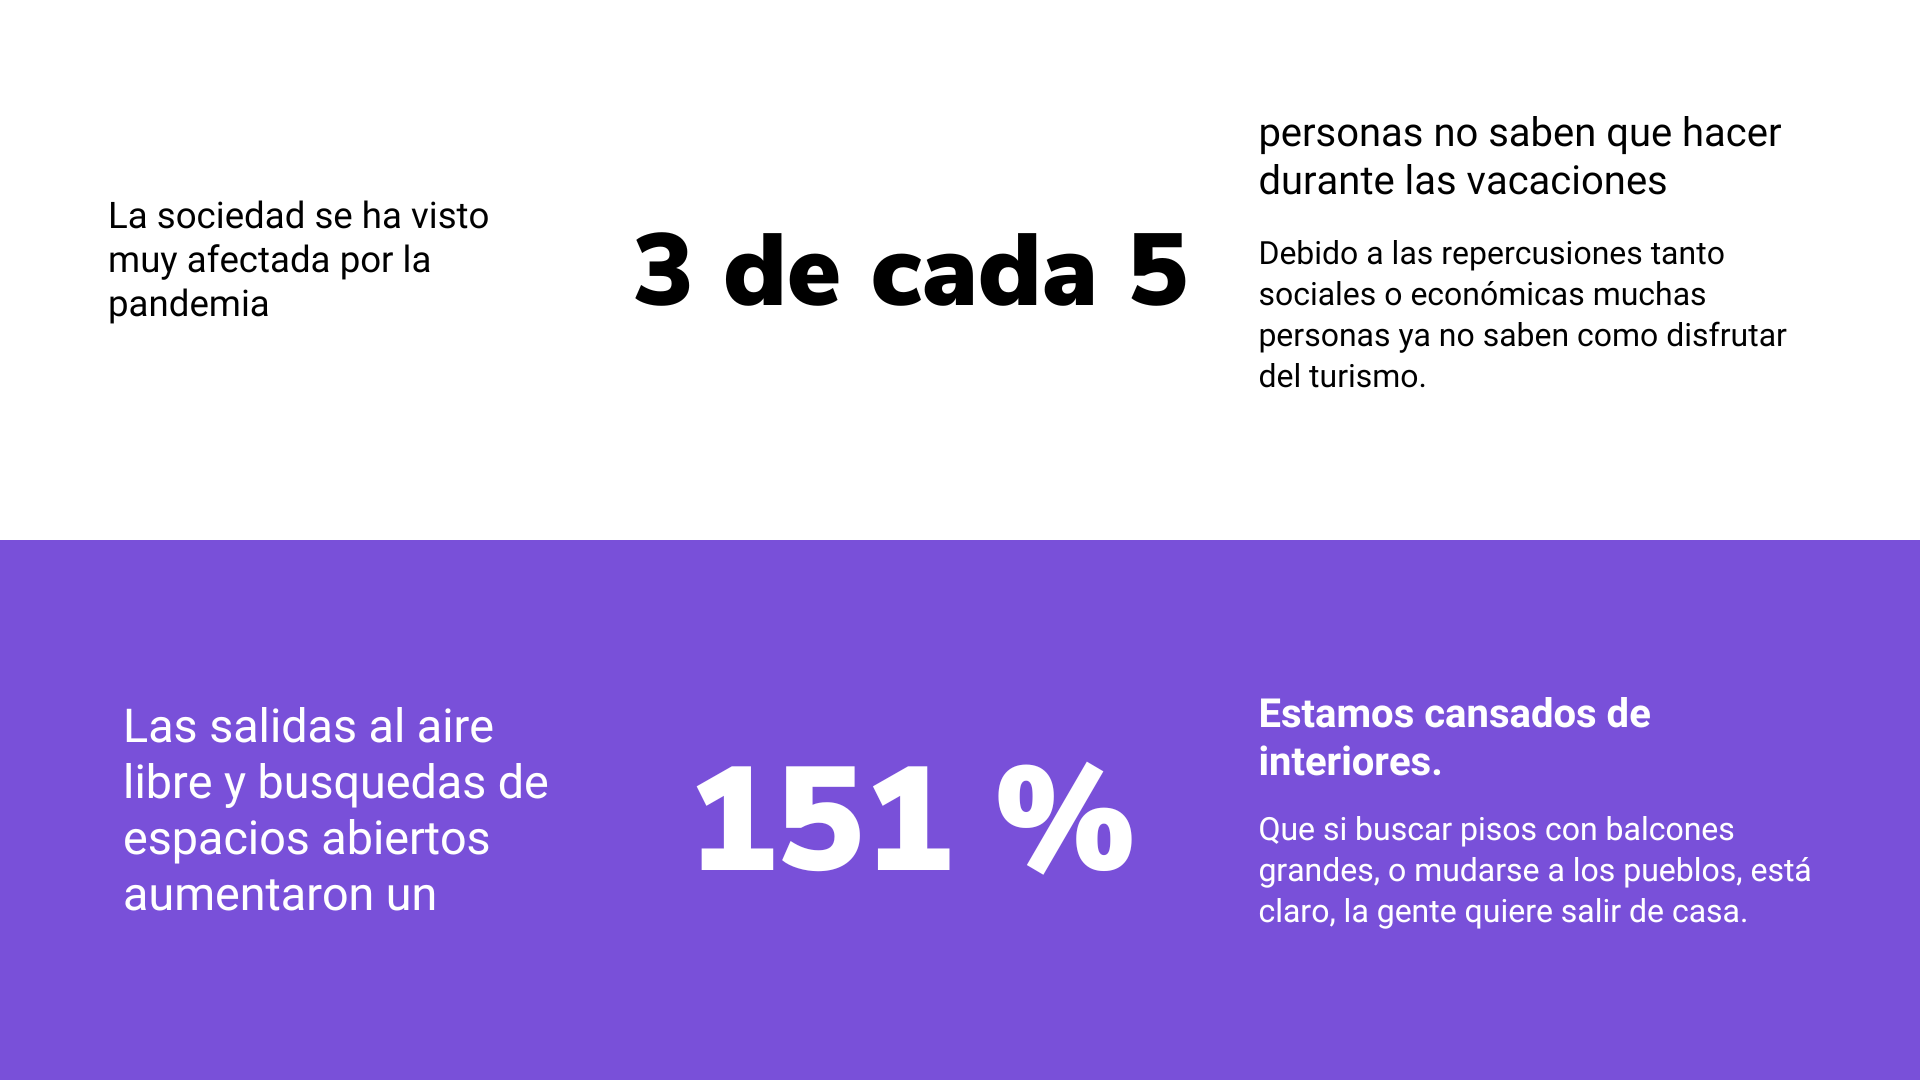 La sociedad se ha visto
muy afectada por la
pandemia
3 de cada 5
personas no saben que hacer
durante las vacaciones
Debido a las repercusiones tanto
sociales o económicas muchas
personas ya no saben como disfrutar
del turismo.
Las salidas al aire
libre y busquedas de
espacios abiertos
aumentaron un
151 %
Estamos cansados de
interiores.
Que si buscar pisos con balcones
grandes, o mudarse a los pueblos, está
claro, la gente quiere salir de casa.